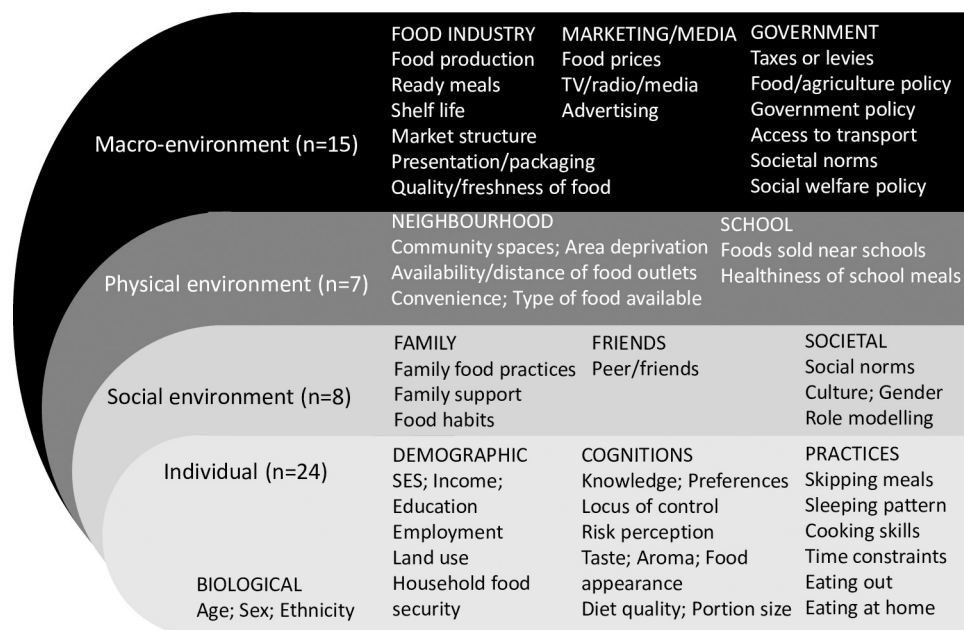 Macro-environment (n=15)
FOOD INDUSTRY
Food production
Ready meals
Shelf life
Market structure
Presentation/packaging
Quality/freshness of food
MARKETING/MEDIA
Food prices
TV/radio/media
Advertising
GOVERNMENT
Taxes or levies
Food/agriculture policy
Government policy
Access to transport
Societal norms
Social welfare policy
Physical environment (n=7)
NEIGHBOURHOOD
Community spaces; Area deprivation
Availability/distance of food outlets
Convenience; Type of food available
SCHOOL
Foods sold near schools
Healthiness of school meals
Social environment (n=8)
FAMILY
Family food practices
Family support
Food habits
FRIENDS
Peer/friends
SOCIETAL
Social norms
Culture; Gender
Role modelling
Individual (n=24)
BIOLOGICAL
Age; Sex; Ethnicity
DEMOGRAPHIC
SES; Income;
Education
Employment
Land use
Household food
security
COGNITIONS
Knowledge; Preferences
Locus of control
Risk perception
Taste; Aroma; Food
appearance
Diet quality; Portion size
PRACTICES
Skipping meals
Sleeping pattern
Cooking skills
Time constraints
Eating out
Eating at home